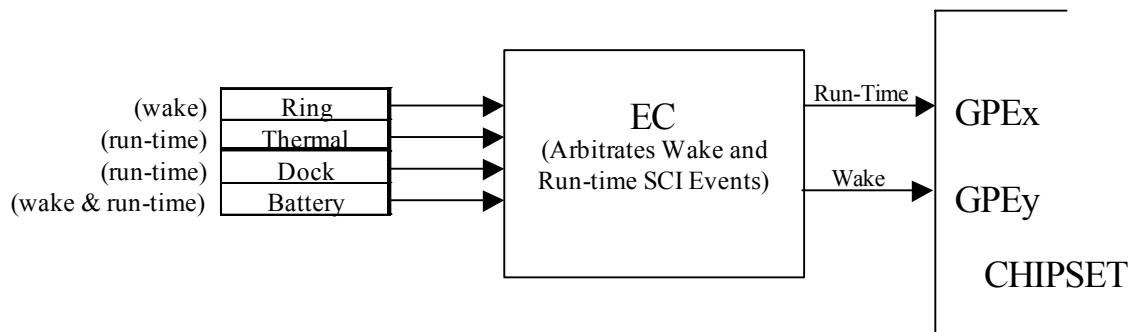 (wake) Ring
(run-time) Thermal
(run-time) Dock
(wake & run-time) Battery
EC
(Arbitrates Wake and
Run-time SCI Events)
Run-Time
Wake
GPEx
GPEy
CHIPSET